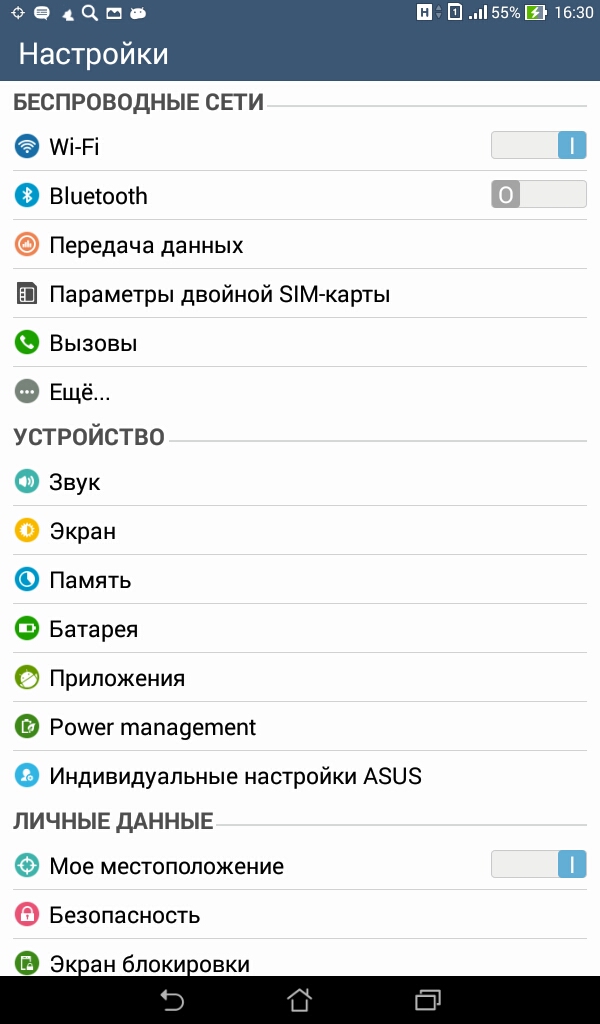 H 1 55% 16:30
Настройки
БЕСПРОВОДНЫЕ СЕТИ
Wi-Fi
Bluetooth
Передача данных
Параметры двойной SIM-карты
Вызовы
Ещё...
УСТРОЙСТВО
Звук
Экран
Память
Батарея
Приложения
Power management
Индивидуальные настройки ASUS
ЛИЧНЫЕ ДАННЫЕ
Мое местоположение
Безопасность
Экран блокировки